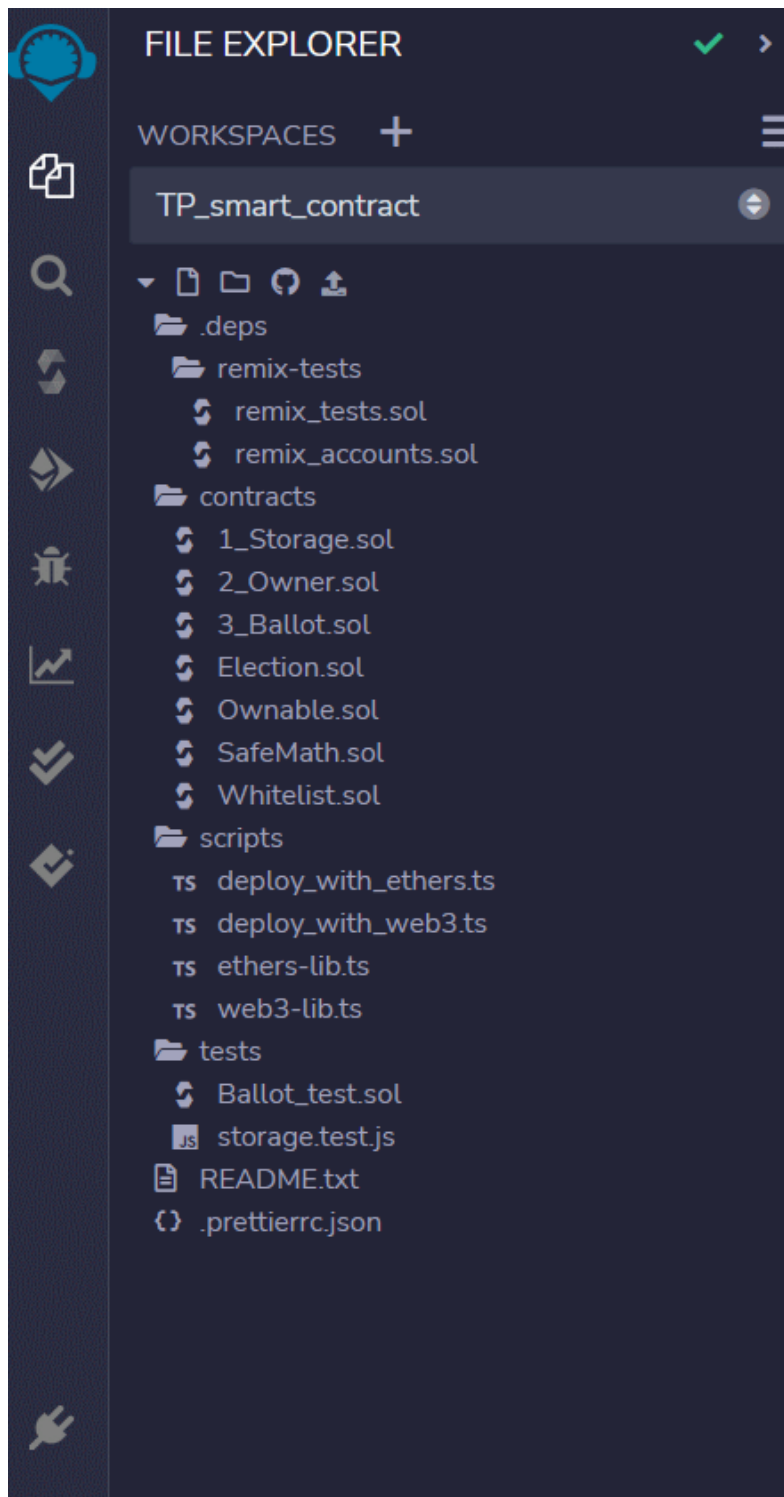 FILE EXPLORER
WORKSPACES
TP_smart_contract
.deps
remix-tests
remix_tests.sol
remix_accounts.sol
contracts
1_Storage.sol
2_Owner.sol
3_Ballot.sol
Election.sol
Ownable.sol
SafeMath.sol
Whitelist.sol
scripts
TS deploy_with_ethers.ts
TS deploy_with_web3.ts
TS ethers-lib.ts
TS web3-lib.ts
tests
Ballot_test.sol
JS storage.test.js
README.txt
{} .prettierrc.json